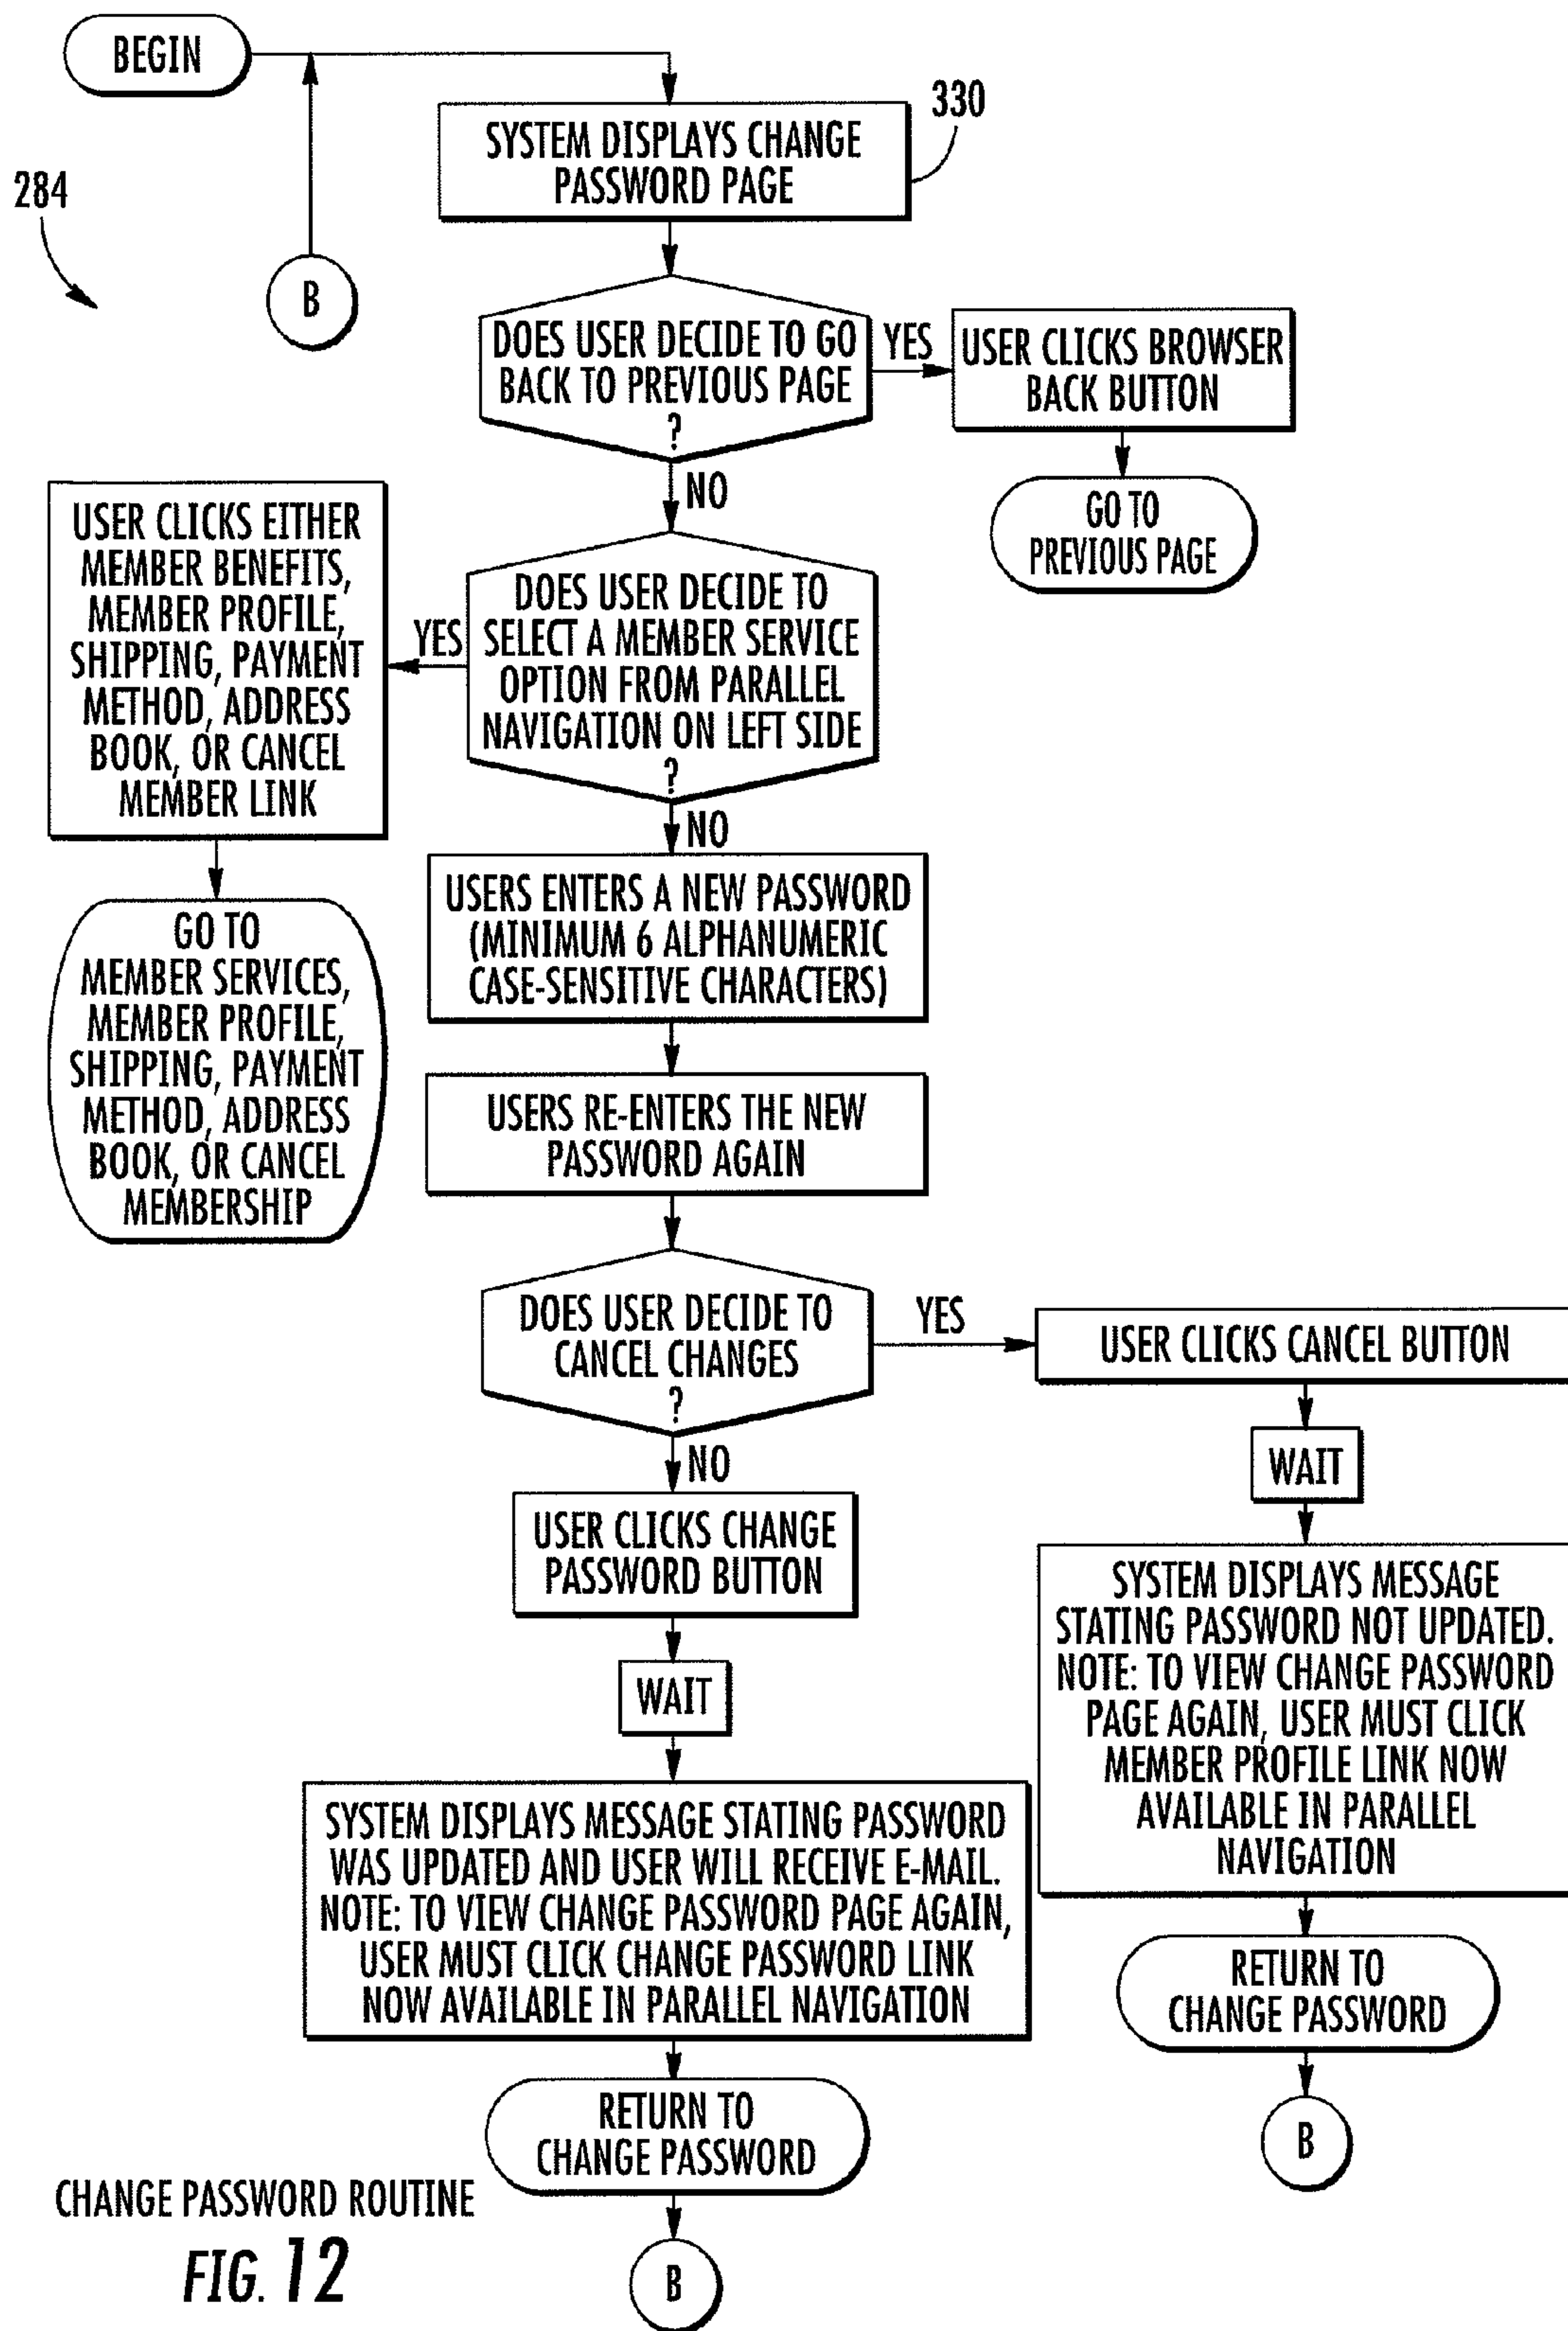 BEGIN
330
SYSTEM DISPLAYS CHANGE
PASSWORD PAGE
284
B
DOES USER DECIDE TO GO
BACK TO PREVIOUS PAGE
?
YES
USER CLICKS BROWSER
BACK BUTTON
NO
GO TO
PREVIOUS PAGE
USER CLICKS EITHER
MEMBER BENEFITS,
MEMBER PROFILE,
SHIPPING, PAYMENT
METHOD, ADDRESS
BOOK, OR CANCEL
MEMBER LINK
YES
DOES USER DECIDE TO
SELECT A MEMBER SERVICE
OPTION FROM PARALLEL
NAVIGATION ON LEFT SIDE
?
NO
GO TO
MEMBER SERVICES,
MEMBER PROFILE,
SHIPPING, PAYMENT
METHOD, ADDRESS
BOOK, OR CANCEL
MEMBERSHIP
USERS ENTERS A NEW PASSWORD
(MINIMUM 6 ALPHANUMERIC
CASE-SENSITIVE CHARACTERS)
USERS RE-ENTERS THE NEW
PASSWORD AGAIN
DOES USER DECIDE TO
CANCEL CHANGES
?
YES
USER CLICKS CANCEL BUTTON
NO
WAIT
USER CLICKS CHANGE
PASSWORD BUTTON
SYSTEM DISPLAYS MESSAGE
STATING PASSWORD NOT UPDATED.
NOTE: TO VIEW CHANGE PASSWORD
PAGE AGAIN, USER MUST CLICK
MEMBER PROFILE LINK NOW
AVAILABLE IN PARALLEL
NAVIGATION
WAIT
SYSTEM DISPLAYS MESSAGE STATING PASSWORD
WAS UPDATED AND USER WILL RECEIVE E-MAIL.
NOTE: TO VIEW CHANGE PASSWORD PAGE AGAIN,
USER MUST CLICK CHANGE PASSWORD LINK
NOW AVAILABLE IN PARALLEL NAVIGATION
RETURN TO
CHANGE PASSWORD
B
RETURN TO
CHANGE PASSWORD
B
CHANGE PASSWORD ROUTINE
FIG. 12